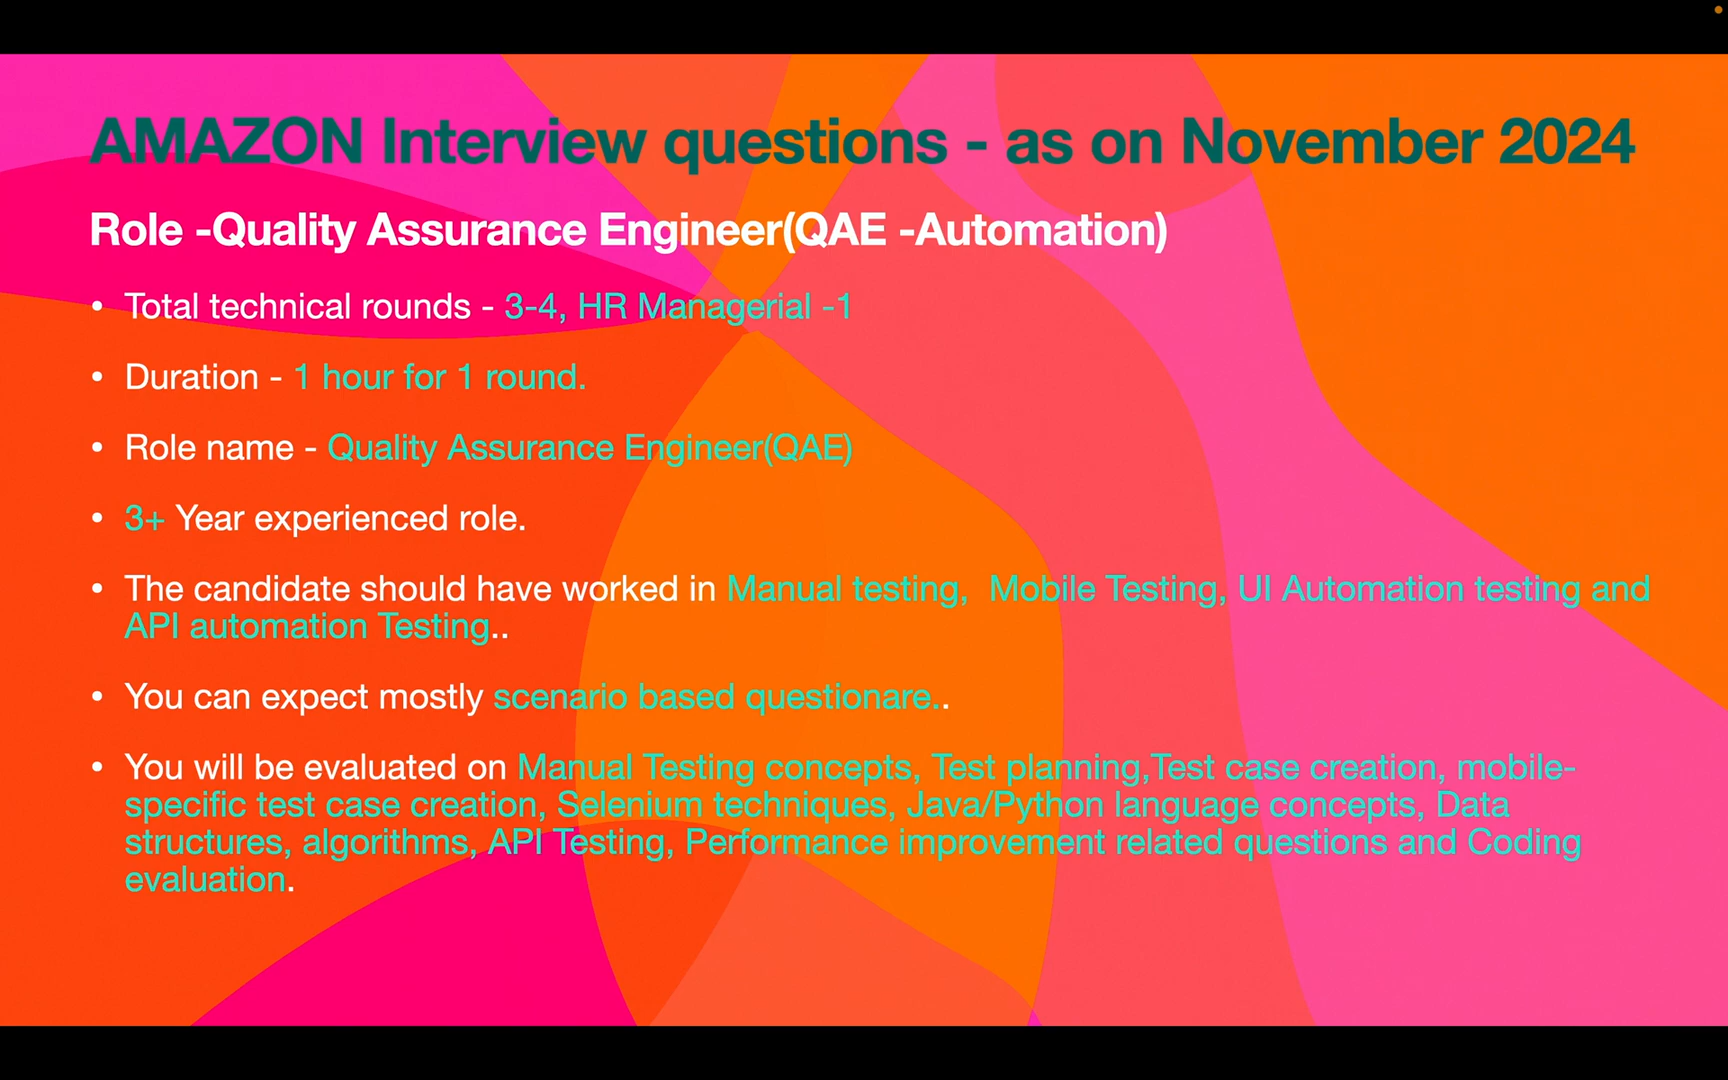 AMAZON Interview questions - as on November 2024
Role -Quality Assurance Engineer(QAE -Automation)
• Total technical rounds - 3-4, HR Managerial -1
• Duration - 1 hour for 1 round.
• Role name - Quality Assurance Engineer(QAE)
• 3+ Year experienced role.
• The candidate should have worked in Manual testing,  Mobile Testing, UI Automation testing and
API automation Testing..
• You can expect mostly scenario based questionare..
• You will be evaluated on Manual Testing concepts, Test planning,Test case creation, mobile-
specific test case creation, Selenium techniques, Java/Python language concepts, Data
structures, algorithms, API Testing, Performance improvement related questions and Coding
evaluation.